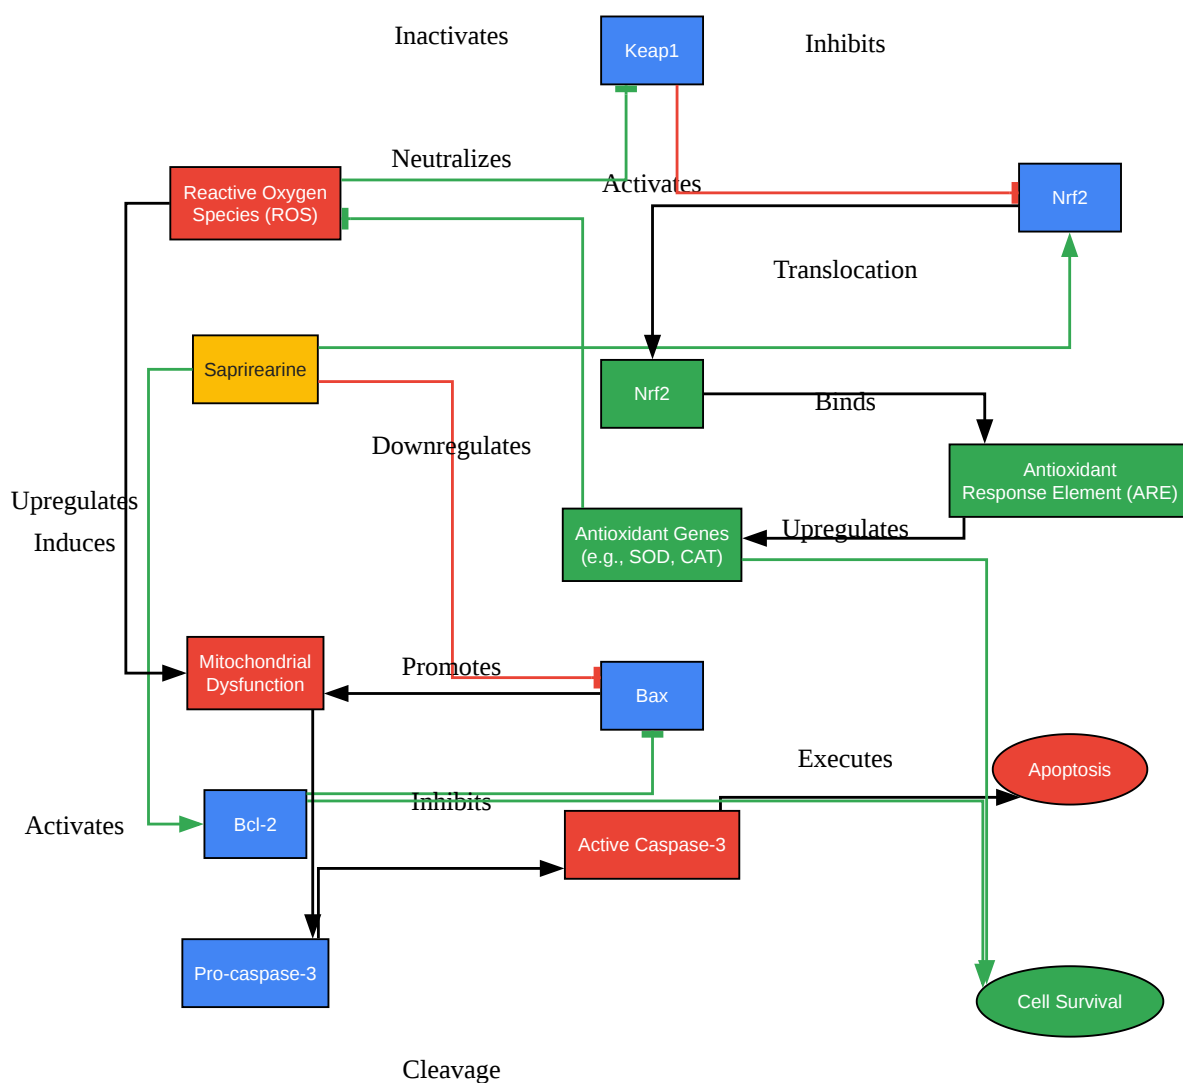 Inactivates
Keap1
Inhibits
Neutralizes
Activates
Reactive Oxygen
Species (ROS)
Nrf2
Translocation
Saprirearine
Nrf2
Binds
Downregulates
Antioxidant
Response Element (ARE)
Upregulates
Induces
Antioxidant Genes
(e.g., SOD, CAT)
Upregulates
Mitochondrial
Dysfunction
Promotes
Bax
Executes
Apoptosis
Activates
Bcl-2
Inhibits
Active Caspase-3
Pro-caspase-3
Cell Survival
Cleavage